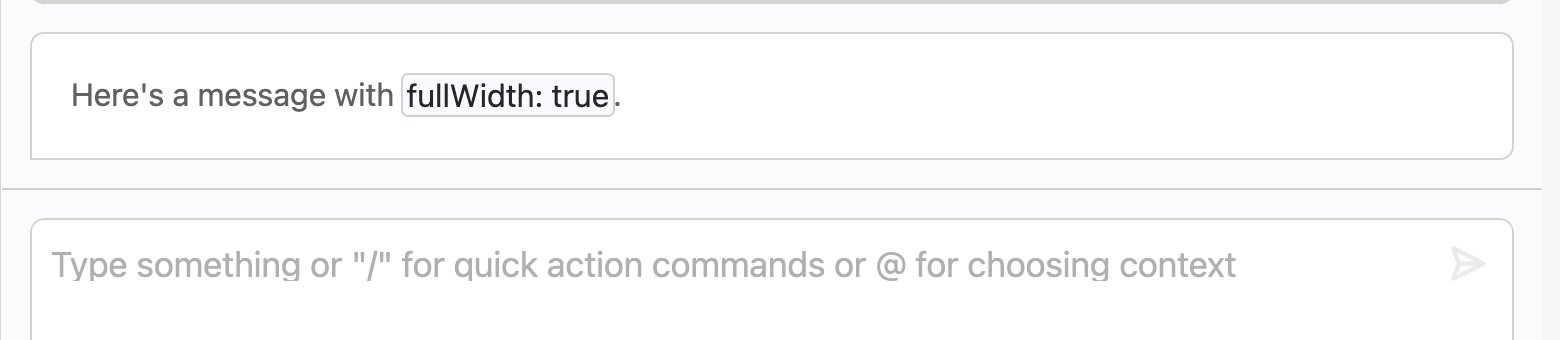 Here's a message with fullWidth: true.
Type something or "/" for quick action commands or @ for choosing context